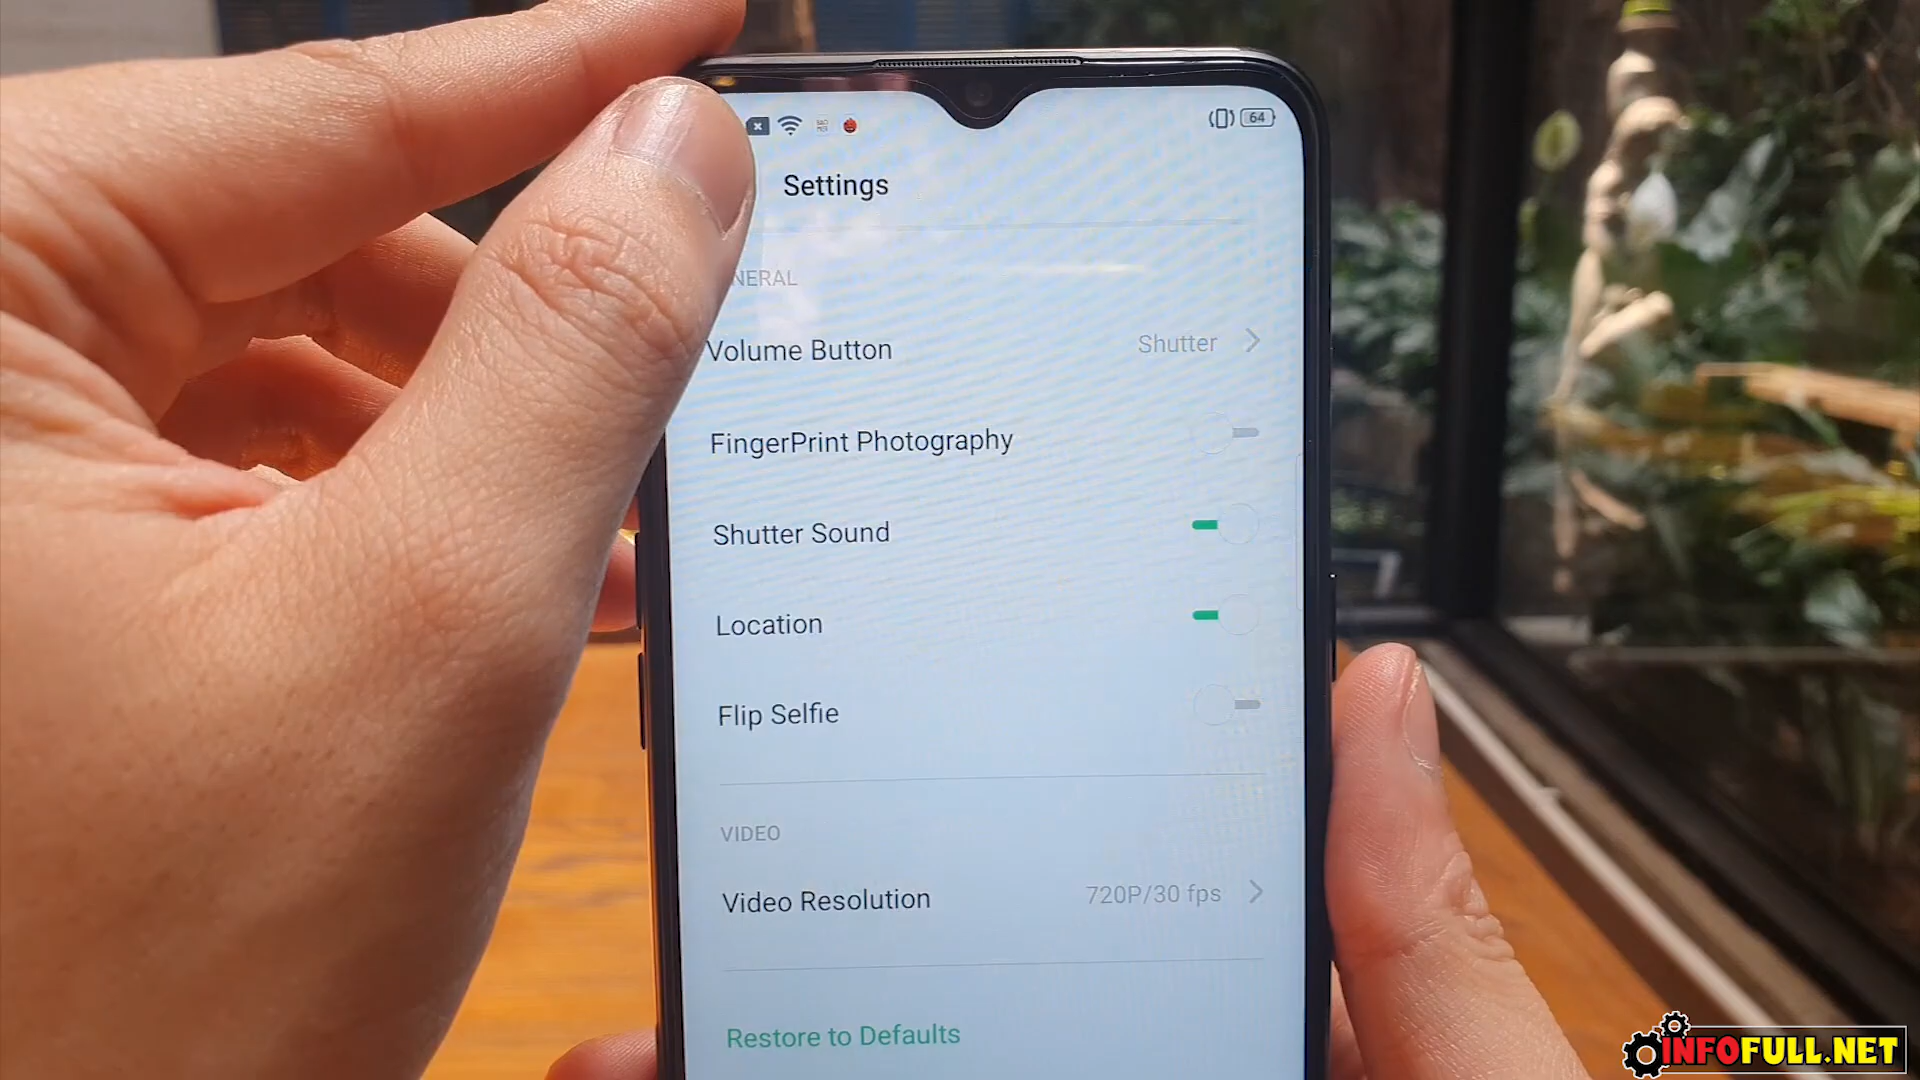 64
Settings
NERAL
Volume Button Shutter
FingerPrint Photography
Shutter Sound
Location
Flip Selfie
VIDEO
Video Resolution 720P/30 fps
Restore to Defaults
INFOFULL.NET